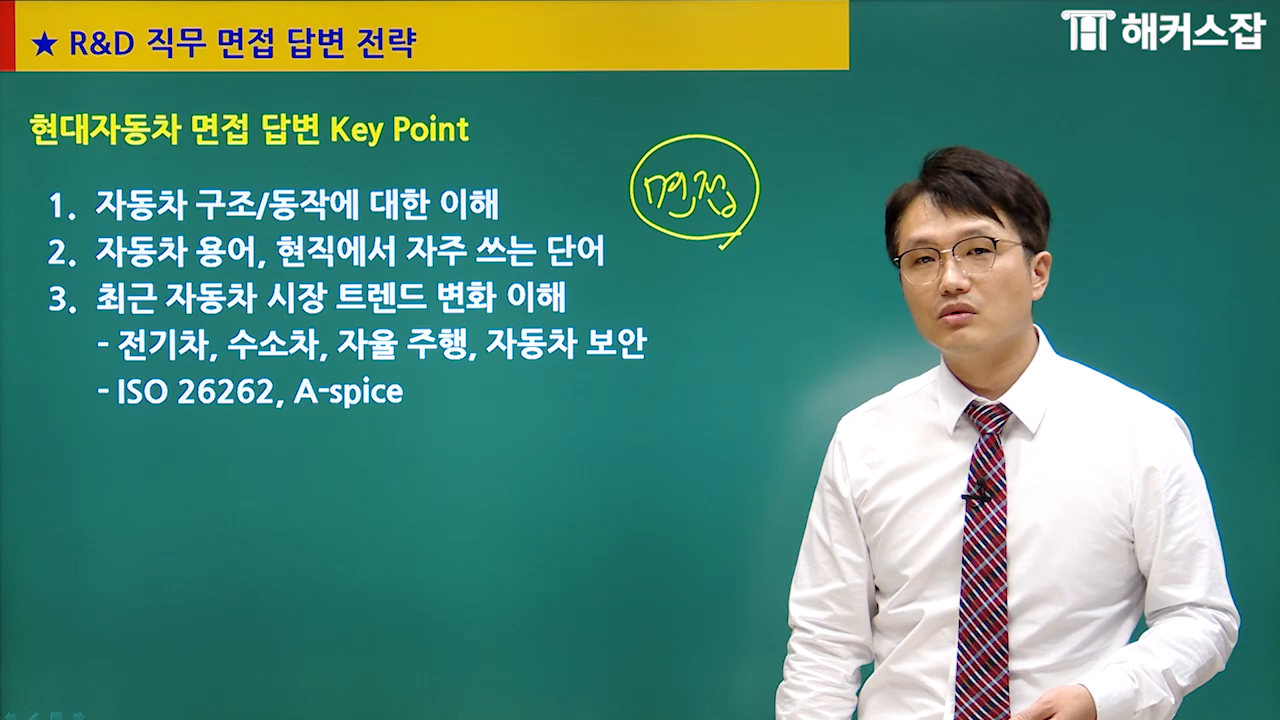 ★ R&D 직무 면접 답변 전략
해커스잡
현대자동차 면접 답변 Key Point
면접
1. 자동차 구조/동작에 대한 이해
2. 자동차 용어, 현직에서 자주 쓰는 단어
3. 최근 자동차 시장 트렌드 변화 이해
- 전기차, 수소차, 자율 주행, 자동차 보안
- ISO 26262, A-spice